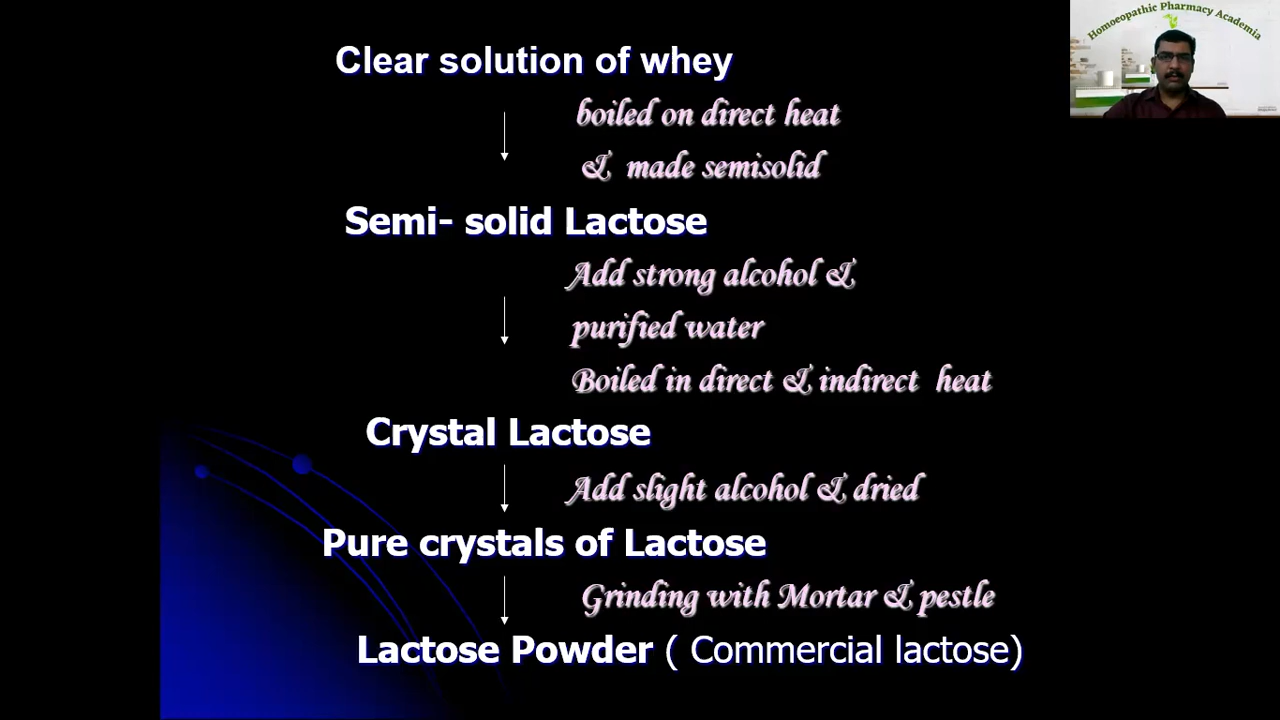 Homoeopathic Pharmacy Academia
Clear solution of whey
boiled on direct heat
& made semisolid
Semi- solid Lactose
Add strong alcohol &
purified water
Boiled in direct & indirect heat
Crystal Lactose
Add slight alcohol & dried
Pure crystals of Lactose
Grinding with Mortar & pestle
Lactose Powder ( Commercial lactose)